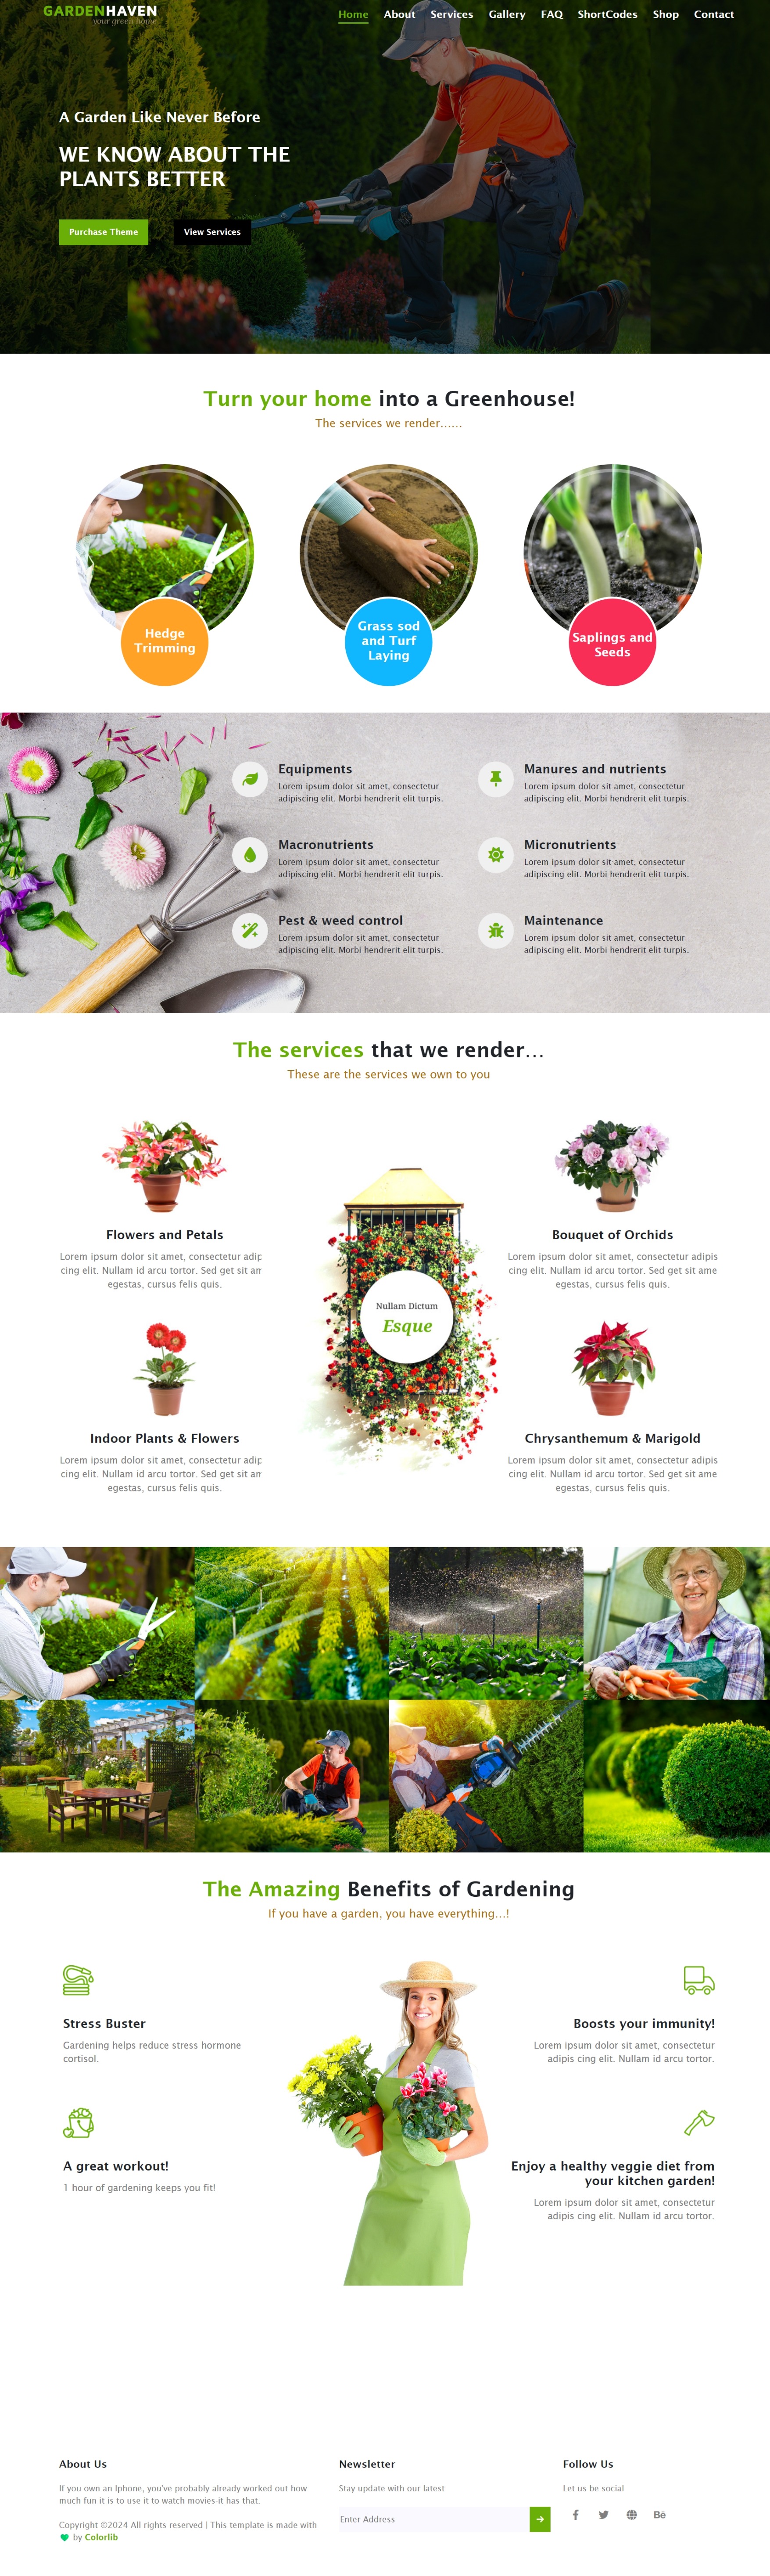 GARDENHAVEN
your green home
Home About Services Gallery FAQ ShortCodes Shop Contact
A Garden Like Never Before
WE KNOW ABOUT THE
PLANTS BETTER
Purchase Theme View Services
Turn your home into a Greenhouse!
The services we render......
Hedge
Trimming
Grass sod
and Turf
Laying
Saplings and
Seeds
Equipments
Lorem ipsum dolor sit amet, consectetur
adipiscing elit. Morbi hendrerit elit turpis.
Manures and nutrients
Lorem ipsum dolor sit amet, consectetur
adipiscing elit. Morbi hendrerit elit turpis.
Macronutrients
Lorem ipsum dolor sit amet, consectetur
adipiscing elit. Morbi hendrerit elit turpis.
Micronutrients
Lorem ipsum dolor sit amet, consectetur
adipiscing elit. Morbi hendrerit elit turpis.
Pest & weed control
Lorem ipsum dolor sit amet, consectetur
adipiscing elit. Morbi hendrerit elit turpis.
Maintenance
Lorem ipsum dolor sit amet, consectetur
adipiscing elit. Morbi hendrerit elit turpis.
The services that we render...
These are the services we own to you
Flowers and Petals
Lorem ipsum dolor sit amet, consectetur adip
cing elit. Nullam id arcu tortor. Sed get sit am
egestas, cursus felis quis.
Indoor Plants & Flowers
Lorem ipsum dolor sit amet, consectetur adip
cing elit. Nullam id arcu tortor. Sed get sit am
egestas, cursus felis quis.
Nullam Dictum
Esque
Bouquet of Orchids
Lorem ipsum dolor sit amet, consectetur adipis
cing elit. Nullam id arcu tortor. Sed get sit ame
egestas, cursus felis quis.
Chrysanthemum & Marigold
Lorem ipsum dolor sit amet, consectetur adipis
cing elit. Nullam id arcu tortor. Sed get sit ame
egestas, cursus felis quis.
The Amazing Benefits of Gardening
If you have a garden, you have everything...!
Stress Buster
Gardening helps reduce stress hormone
cortisol.
A great workout!
1 hour of gardening keeps you fit!
Boosts your immunity!
Lorem ipsum dolor sit amet, consectetur
adipis cing elit. Nullam id arcu tortor.
Enjoy a healthy veggie diet from
your kitchen garden!
Lorem ipsum dolor sit amet, consectetur
adipis cing elit. Nullam id arcu tortor.
About Us
If you own an Iphone, you've probably already worked out how
much fun it is to use it to watch movies-it has that.
Copyright ©2024 All rights reserved | This template is made with
by Colorlib
Newsletter
Stay update with our latest
Enter Address
Follow Us
Let us be social
Bē